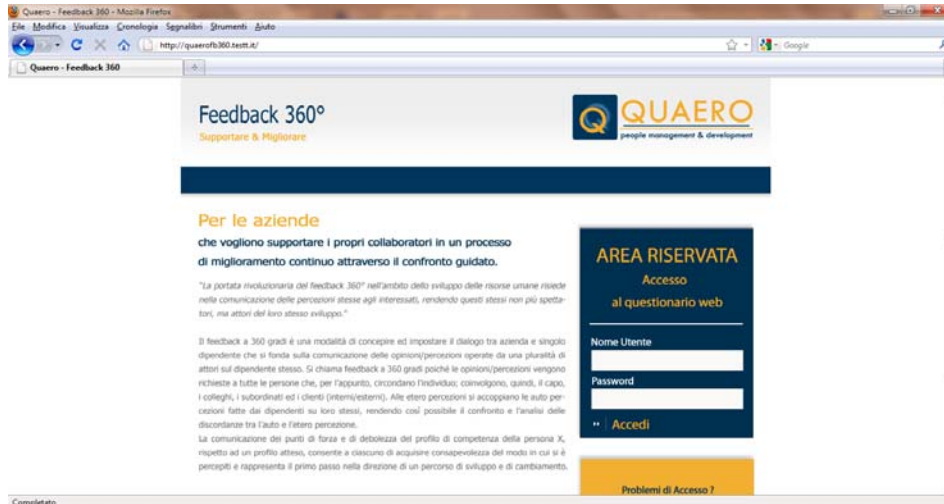 Quaero - Feedback 360 - Mozilla Firefox
File Modifica Visualizza Cronologia Segnalibri Strumenti Aiuto
http://quaerofb360.testt.it/
Google
Quaero - Feedback 360
Feedback 360°
Supportare & Migliorare
QUAERO
people management & development
Per le aziende
che vogliono supportare i propri collaboratori in un processo
di miglioramento continuo attraverso il confronto guidato.
"La portata rivoluzionaria del feedback 360° nell'ambito dello sviluppo delle risorse umane risiede
nella comunicazione delle percezioni stesse agli interessati, rendendo questi stessi non più spetta-
tori, ma attori del loro stesso sviluppo."
Il feedback a 360 gradi è una modalità di concepire ed impostare il dialogo tra azienda e singolo
dipendente che si fonda sulla comunicazione delle opinioni/percezioni operate da una pluralità di
attori sul dipendente stesso. Si chiama feedback a 360 gradi poiché le opinioni/percezioni vengono
richieste a tutte le persone che, per l'appunto, circondano l'individuo; coinvolgono, quindi, il capo,
i colleghi, i subordinati ed i clienti (interni/esterni). Alle etero percezioni si accoppiano le auto per-
cezioni fatte dai dipendenti su loro stessi, rendendo così possibile il confronto e l'analisi delle
discordanze tra l'auto e l'etero percezione.
La comunicazione dei punti di forza e di debolezza del profilo di competenza della persona X,
rispetto ad un profilo atteso, consente a ciascuno di acquisire consapevolezza del modo in cui si è
percepiti e rappresenta il primo passo nella direzione di un percorso di sviluppo e di cambiamento.
AREA RISERVATA
Accesso
al questionario web
Nome Utente
Password
Accedi
Problemi di Accesso ?
Completato